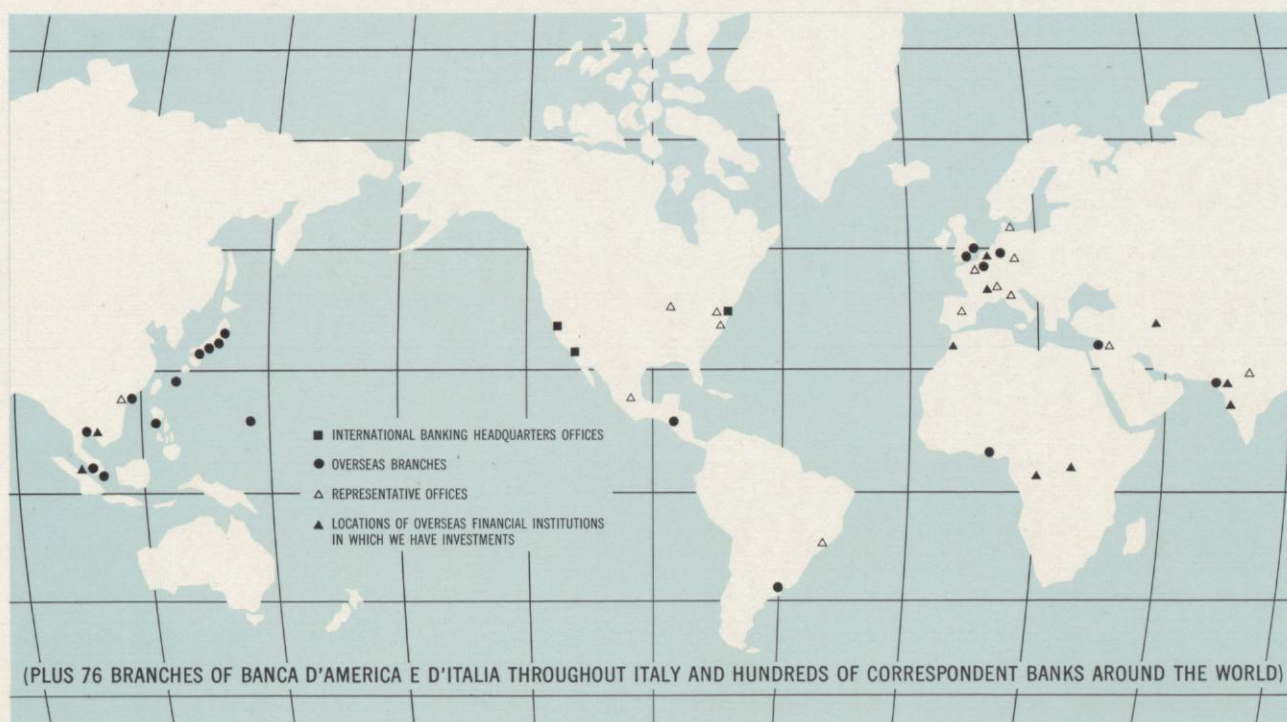 INTERNATIONAL BANKING HEADQUARTERS OFFICES
OVERSEAS BRANCHES
REPRESENTATIVE OFFICES
LOCATIONS OF OVERSEAS FINANCIAL INSTITUTIONS
IN WHICH WE HAVE INVESTMENTS
(PLUS 76 BRANCHES OF BANCA D'AMERICA E D'ITALIA THROUGHOUT ITALY AND HUNDREDS OF CORRESPONDENT BANKS AROUND THE WORLD)